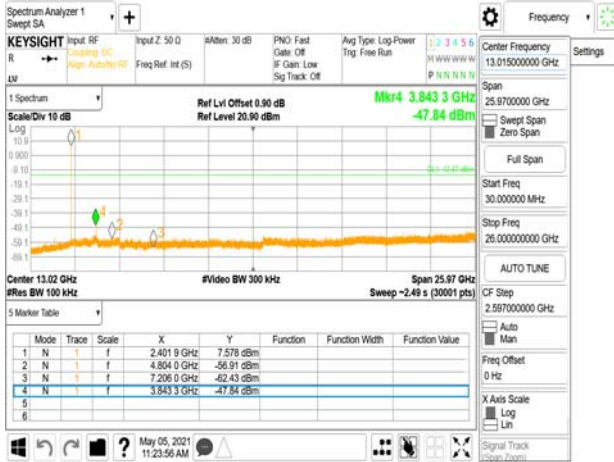 Spectrum Analyzer 1
Swept SA
+
Frequency
Settings
KEYSIGHT
R
Input: RF
Coupling: DC
Align: Auto/No RF
Input Z: 50 Ω
Freq Ref: Int (S)
#Atten: 30 dB
PNO: Fast
Gate: Off
IF Gain: Low
Sig Track: Off
Avg Type: Log-Power
Trig: Free Run
1 2 3 4 5 6
M W W W W W
P N N N N N
1 Spectrum
Scale/Div 10 dB
Ref Lvl Offset 0.90 dB
Ref Level 20.90 dBm
Mkr4 3.843 3 GHz
-47.84 dBm
Log
10.9
0.900
-9.10
-19.1
-29.1
-39.1
-49.1
-59.1
1
4
2
3
Center 13.02 GHz
#Res BW 100 kHz
#Video BW 300 kHz
Span 25.97 GHz
Sweep ~2.49 s (30001 pts)
5 Marker Table
Mode Trace Scale X Y Function Function Width Function Value
1 N 1 f 2.401 9 GHz 7.578 dBm
2 N 1 f 4.804 0 GHz -56.91 dBm
3 N 1 f 7.206 0 GHz -62.43 dBm
4 N 1 f 3.843 3 GHz -47.84 dBm
5
6
?
May 05, 2021
11:23:56 AM
Center Frequency
13.015000000 GHz
Span
25.9700000 GHz
Swept Span
Zero Span
Full Span
Start Freq
30.000000 MHz
Stop Freq
26.000000000 GHz
AUTO TUNE
CF Step
2.597000000 GHz
Auto
Man
Freq Offset
0 Hz
X Axis Scale
Log
Lin
Signal Track
(Span Zoom)